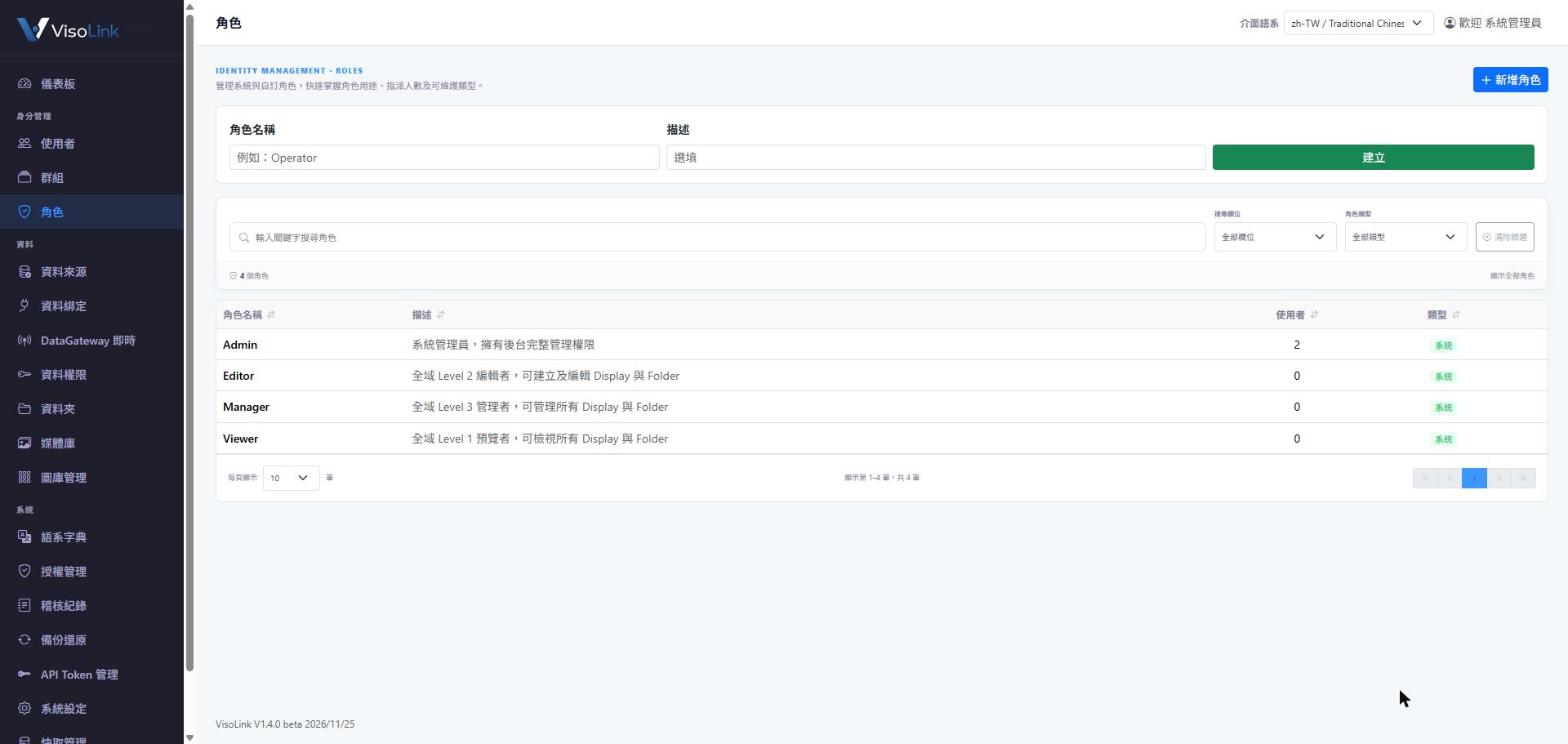 VisoLink
角色
介面語系
zh-TW / Traditional Chines
歡迎 系統管理員
儀表板
身分管理
使用者
群組
角色
資料
資料來源
資料綁定
DataGateway 即時
資料權限
資料夾
媒體庫
圖庫管理
系統
語系字典
授權管理
稽核紀錄
備份還原
API Token 管理
系統設定
快取管理
IDENTITY MANAGEMENT · ROLES
管理系統與自訂角色，快速掌握角色用途、指派人數及可維護類型。
新增角色
角色名稱
描述
例如：Operator
選填
建立
搜尋欄位
角色類型
輸入關鍵字搜尋角色
全部欄位
全部類型
清除篩選
4 個角色
顯示全部角色
角色名稱
描述
使用者
類型
Admin
系統管理員，擁有後台完整管理權限
2
系統
Editor
全域 Level 2 編輯者，可建立及編輯 Display 與 Folder
0
系統
Manager
全域 Level 3 管理者，可管理所有 Display 與 Folder
0
系統
Viewer
全域 Level 1 預覽者，可檢視所有 Display 與 Folder
0
系統
每頁顯示
10
筆
顯示第 1–4 筆，共 4 筆
1
VisoLink V1.4.0 beta 2026/11/25